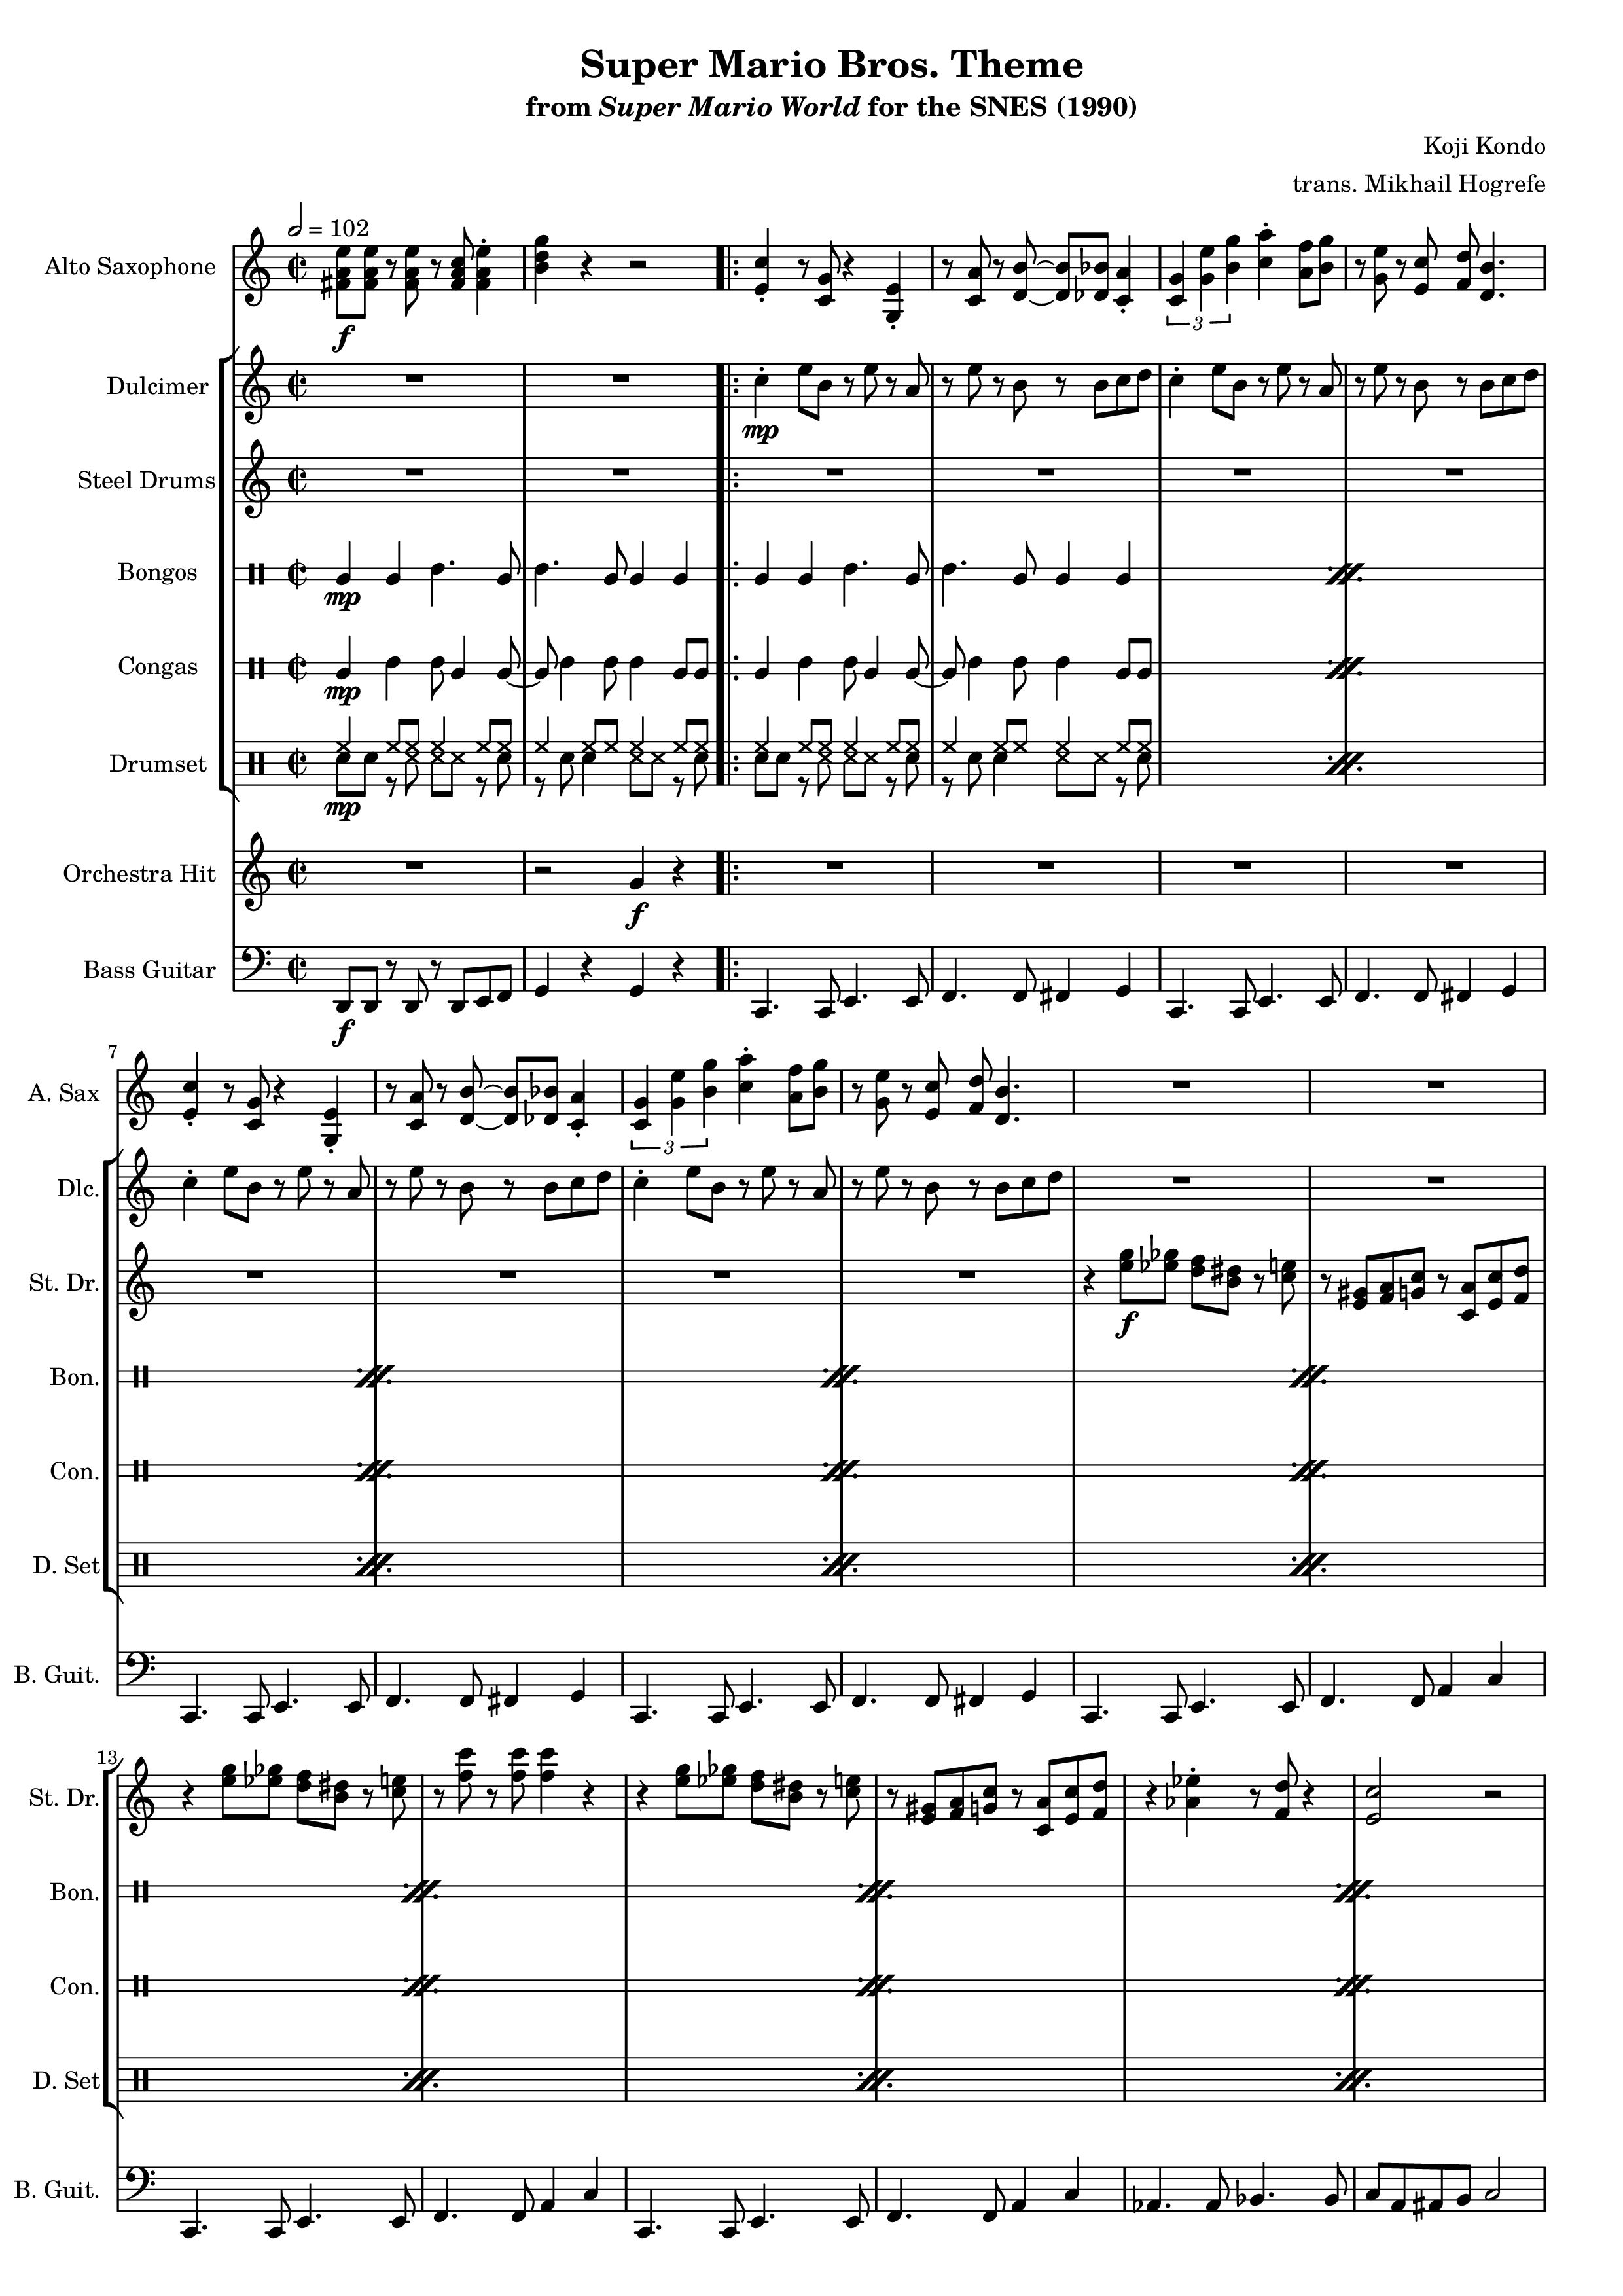 Super Mario Bros. Theme
from Super Mario World for the SNES (1990)
Koji Kondo
trans. Mikhail Hogrefe
= 102
Alto Saxophone
f
3
Dulcimer
mp
Steel Drums
Bongos
mp
Congas
mp
Drumset
mp
Orchestra Hit
f
Bass Guitar
f
7
A. Sax
3
Dlc.
St. Dr.
f
Bon.
Con.
D. Set
B. Guit.
13
St. Dr.
Bon.
Con.
D. Set
B. Guit.